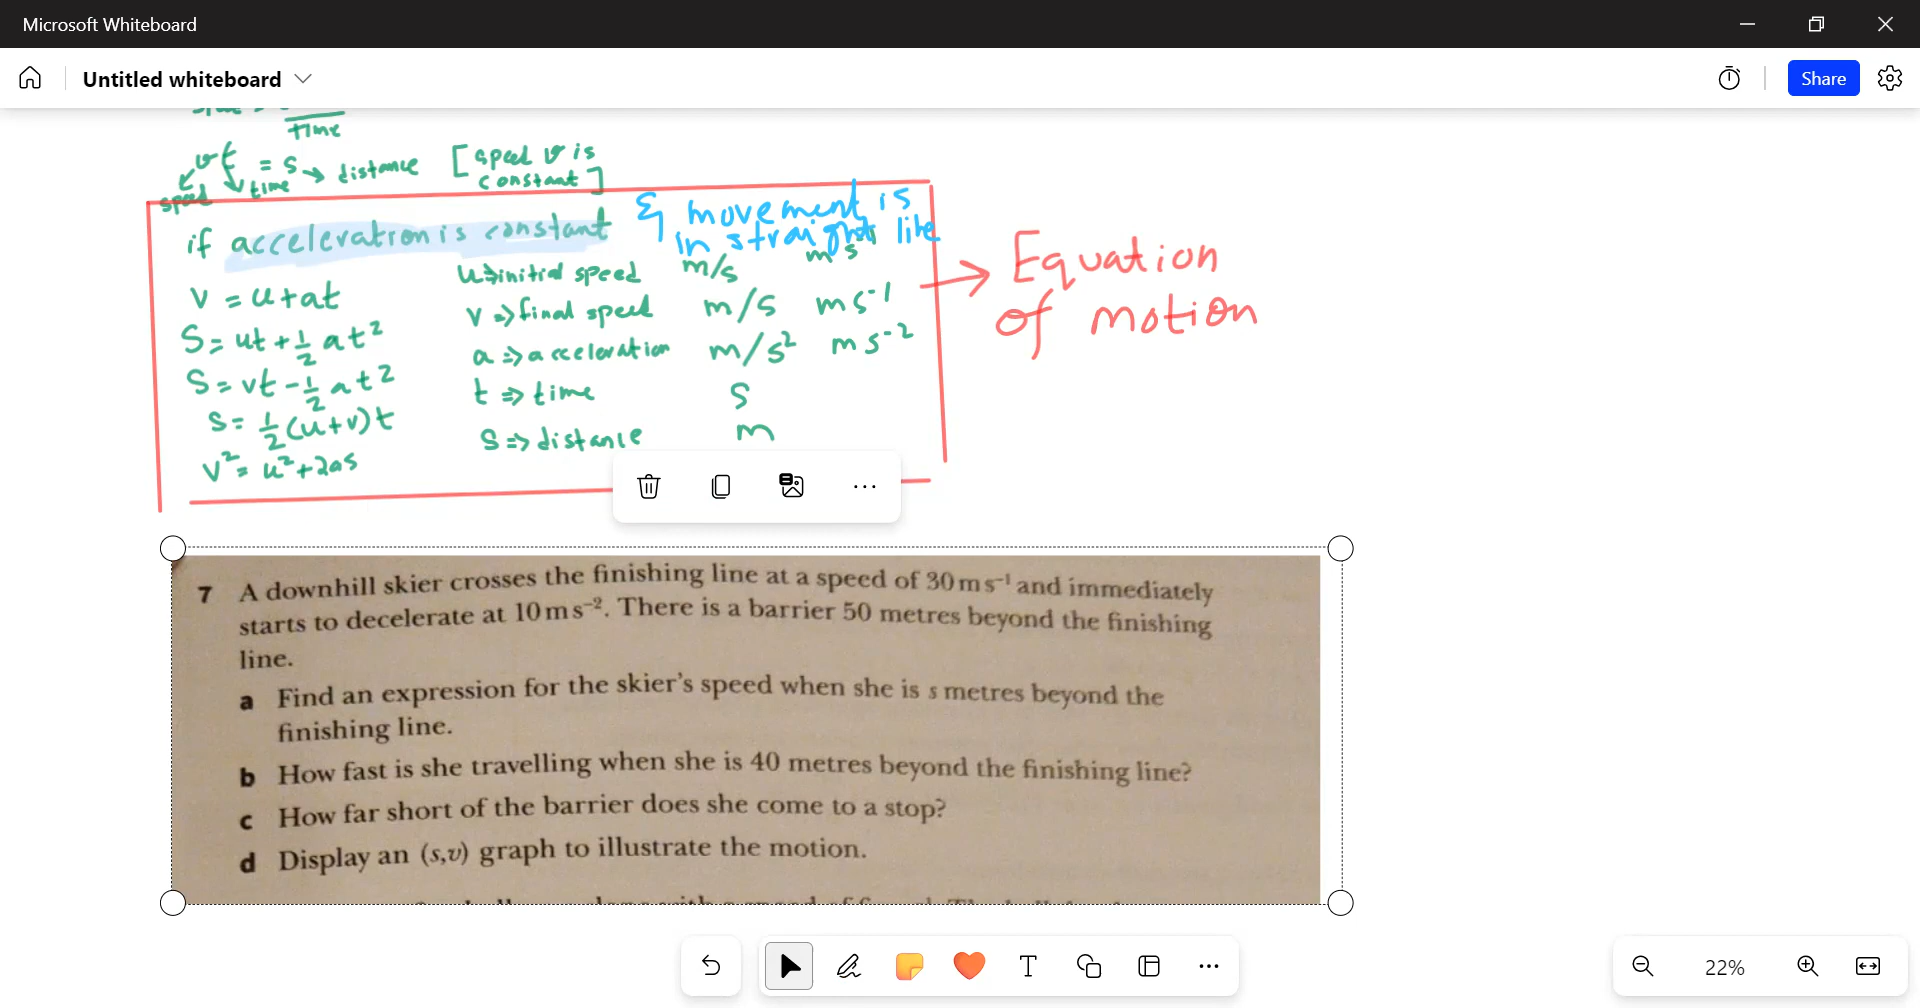 Microsoft Whiteboard
Untitled whiteboard
Share
time
vt = s → distance [speed v is
speed time constant]
if acceleration is constant & movement is
in straight line
u ⇒ initial speed m/s ms⁻¹
v = u+at
v ⇒ final speed m/s ms⁻¹
s = ut + 1/2 at²
a ⇒ acceleration m/s² ms⁻²
s = vt - 1/2 at²
t ⇒ time s
s = 1/2 (u+v)t
s ⇒ distance m
v² = u²+2as
→ Equation
of motion
7 A downhill skier crosses the finishing line at a speed of 30 m s⁻¹ and immediately
starts to decelerate at 10 m s⁻². There is a barrier 50 metres beyond the finishing
line.
a Find an expression for the skier's speed when she is s metres beyond the
finishing line.
b How fast is she travelling when she is 40 metres beyond the finishing line?
c How far short of the barrier does she come to a stop?
d Display an (s,v) graph to illustrate the motion.
22%